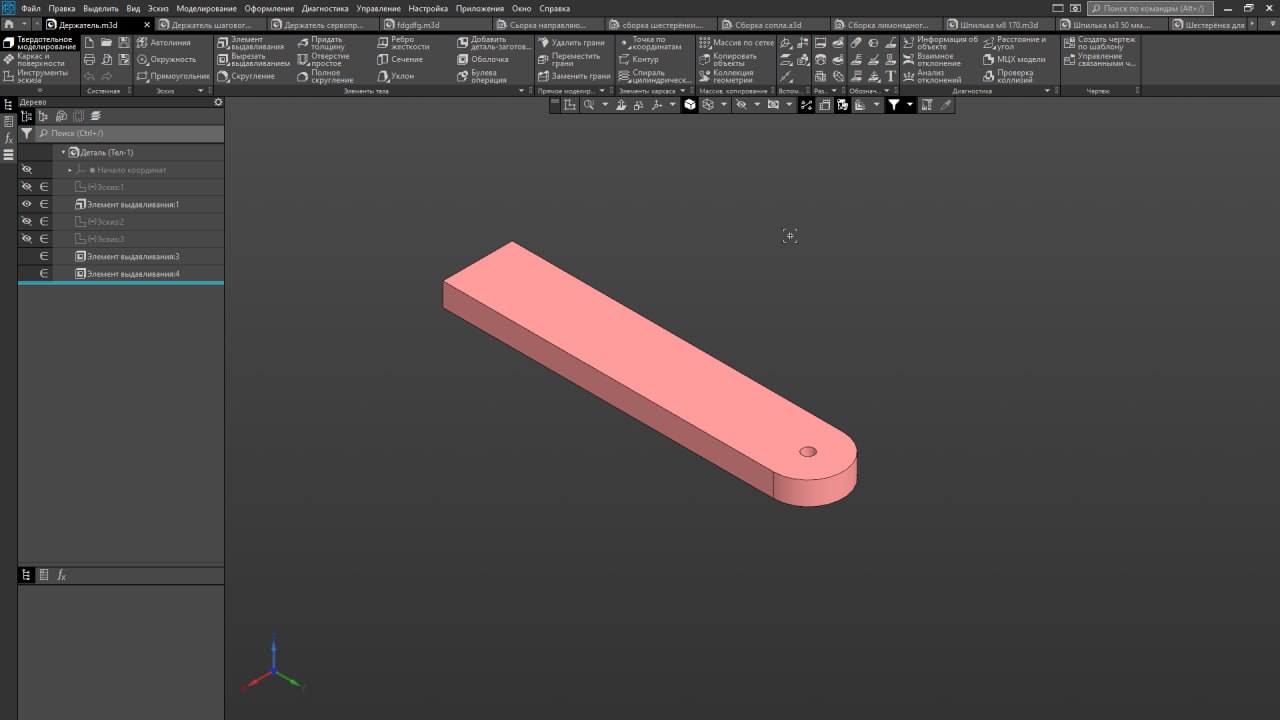 Файл Правка Выделить Вид Эскиз Моделирование Оформление Диагностика Управление Настройка Приложения Окно Справка
Поиск по командам (Alt+/)
Держатель.m3d
Держатель шагового...
Держатель сервопр...
fdgdfg.m3d
Сборка направляю...
сборка шестерёнки....
Сборка сопла.a3d
Сборка лимонадног...
Шпилька м8 170.m3d
Шпилька м3 50 мм....
Шестерёнка для
Твердотельное моделирование
Каркас и поверхности
Инструменты эскиза
Системная
Автолиния
Окружность
Прямоугольник
Эскиз
Элемент выдавливания
Вырезать выдавливанием
Скругление
Придать толщину
Отверстие простое
Полное скругление
Ребро жесткости
Сечение
Уклон
Добавить деталь-заготов...
Оболочка
Булева операция
Элементы тела
Удалить грани
Переместить грани
Заменить грани
Прямое моделир...
Точка по координатам
Контур
Спираль цилиндрическ...
Элементы каркаса
Массив по сетке
Копировать объекты
Коллекция геометрии
Массив, копирование
Вспом...
Раз...
Обознач...
Информация об объекте
Взаимное отклонение
Анализ отклонений
Расстояние и угол
МЦХ модели
Проверка коллизий
Диагностика
Создать чертеж по шаблону
Управление связанными ч...
Чертеж
Дерево
Поиск (Ctrl+/)
Деталь (Тел-1)
Начало координат
(-)Эскиз:1
Элемент выдавливания:1
(-)Эскиз:2
(-)Эскиз:3
Элемент выдавливания:3
Элемент выдавливания:4